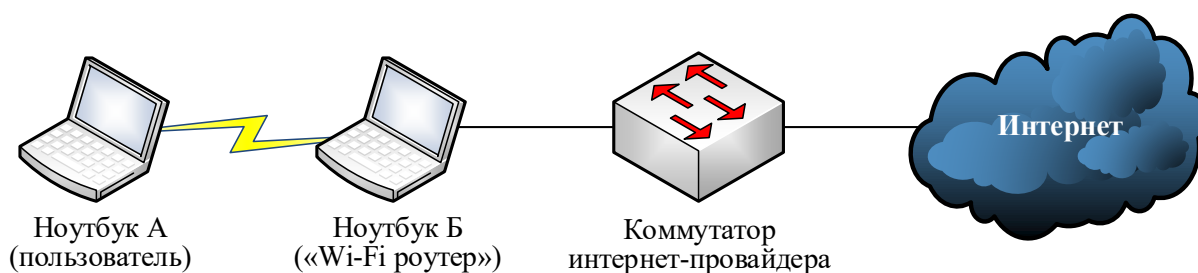 Интернет
Ноутбук А
(пользователь)
Ноутбук Б
(«Wi-Fi роутер»)
Коммутатор
интернет-провайдера